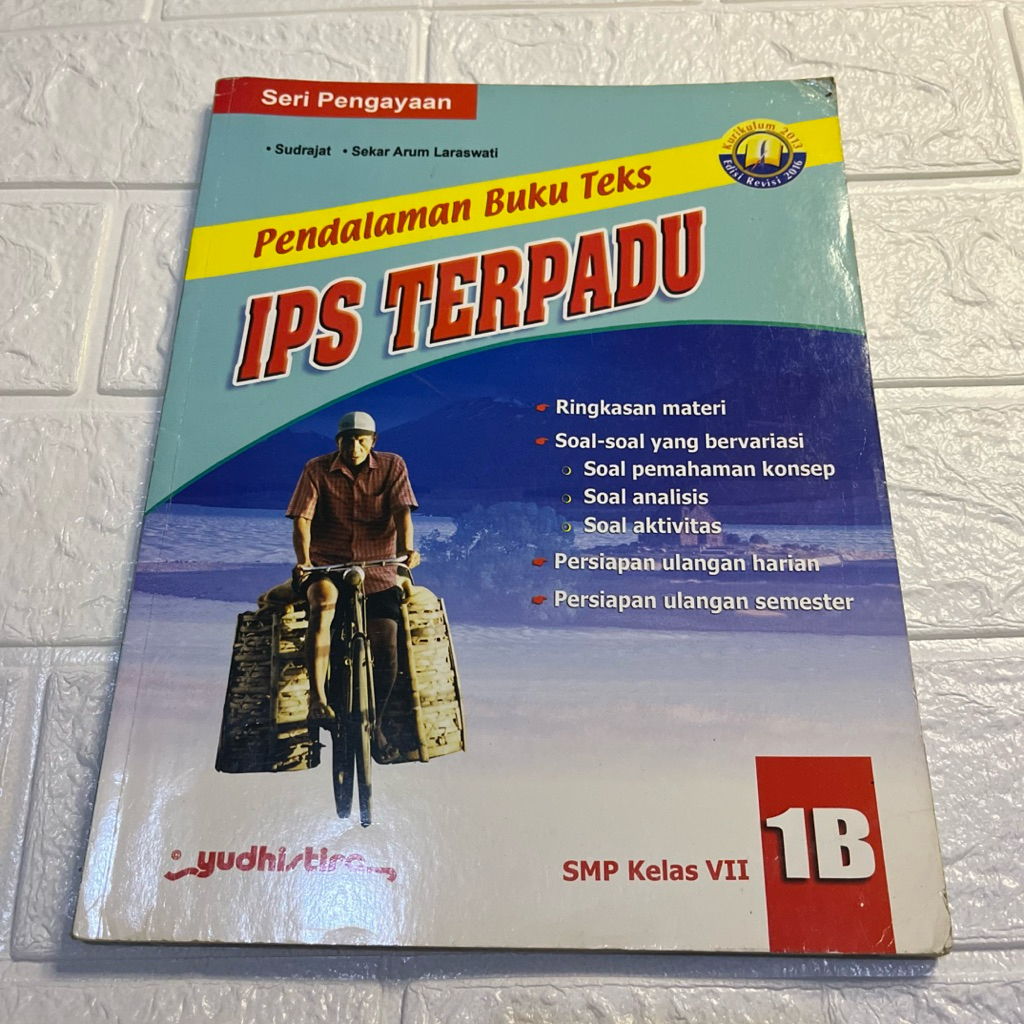 Seri Pengayaan
• Sudrajat • Sekar Arum Laraswati
Kurikulum 2013
Edisi Revisi 2016
Pendalaman Buku Teks
IPS TERPADU
Ringkasan materi
Soal-soal yang bervariasi
Soal pemahaman konsep
Soal analisis
Soal aktivitas
Persiapan ulangan harian
Persiapan ulangan semester
© yudhistira
SMP Kelas VII
1B